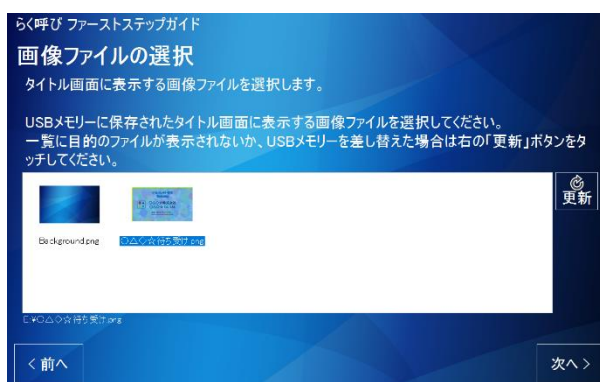 らく呼び ファーストステップガイド
画像ファイルの選択
タイトル画面に表示する画像ファイルを選択します。
USBメモリーに保存されたタイトル画面に表示する画像ファイルを選択してください。
一覧に目的のファイルが表示されないか、USBメモリーを差し替えた場合は右の「更新」ボタンをタ
ッチしてください。
更新
Background.png
〇△◇☆待ち受け.png
E:¥〇△◇☆待ち受け.png
< 前へ
次へ >